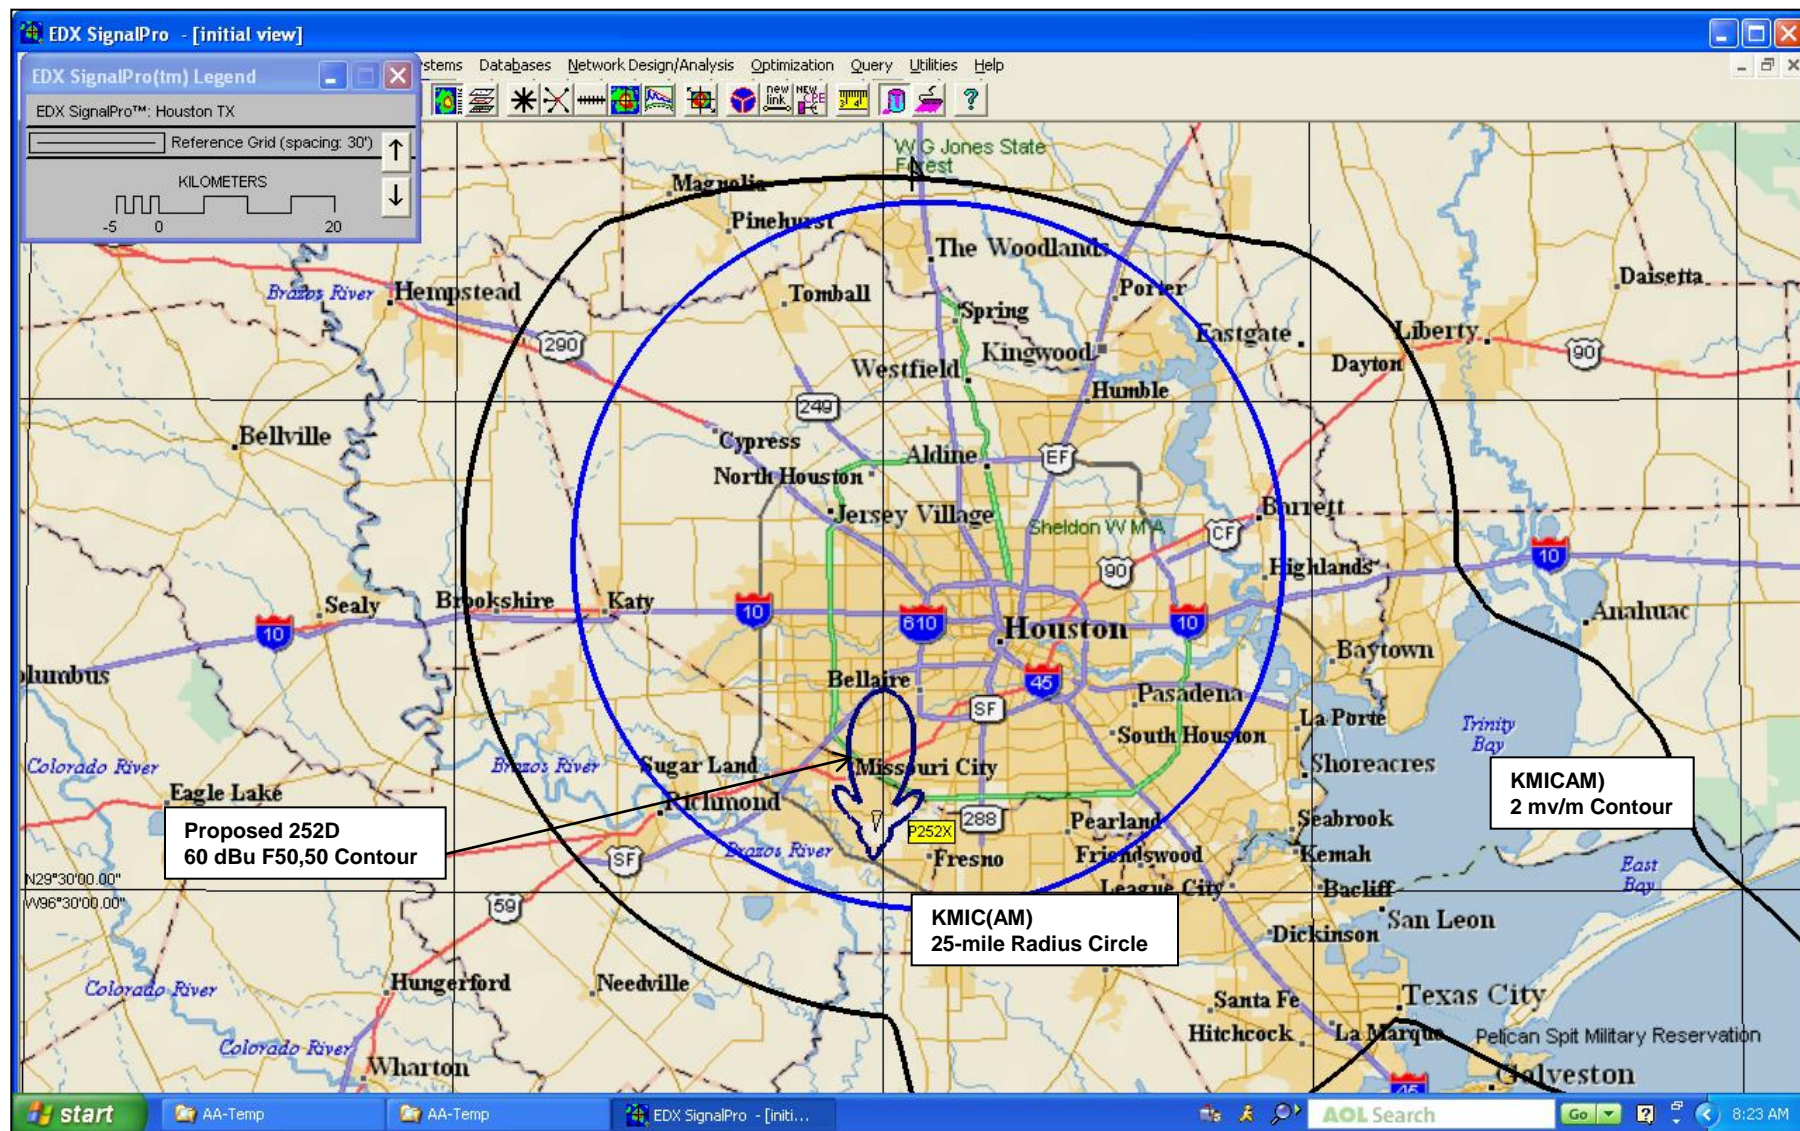 EDX SignalPro - [initial view]
EDX SignalPro(tm) Legend
stems Databases Network Design/Analysis Optimization Query Utilities Help
EDX SignalPro™: Houston TX
Reference Grid (spacing: 30')
KILOMETERS
-5 0 20
new link
NEW CPE
W G Jones State
Forest
Magnolia
Pinehurst
The Woodlands
Daisetta
Brazos River
Hempstead
Tomball
Porter
Spring
Eastgate
Liberty
290
Kingwood
90
Westfield
Dayton
Humble
249
Bellville
Cypress
Aldine
EF
North Houston
Jersey Village
Sheldon W M A
Barrett
CF
90
10
Highlands
Sealy
Brookshire
Katy
10
610
Houston
10
Anahuac
10
Baytown
olumbus
Bellaire
45
Pasadena
SF
La Porte
Trinity
Bay
South Houston
Colorado River
Brazos River
Sugar Land
Missouri City
Shoreacres
KMICAM)
2 mv/m Contour
Eagle Lake
Richmond
Proposed 252D
60 dBu F50,50 Contour
P252X
288
Pearland
Seabrook
SF
Brazos River
Fresno
Friendswood
Kemah
East
Bay
N29°30'00.00"
W96°30'00.00"
League City
Bacliff
59
KMIC(AM)
25-mile Radius Circle
San Leon
Dickinson
Colorado River
Hungerford
Needville
Santa Fe
Texas City
Hitchcock
La Marque
Pelican Spit Military Reservation
Colorado River
Wharton
45
Galveston
start
AA-Temp
AA-Temp
EDX SignalPro - [initi...
AOL Search
Go
8:23 AM